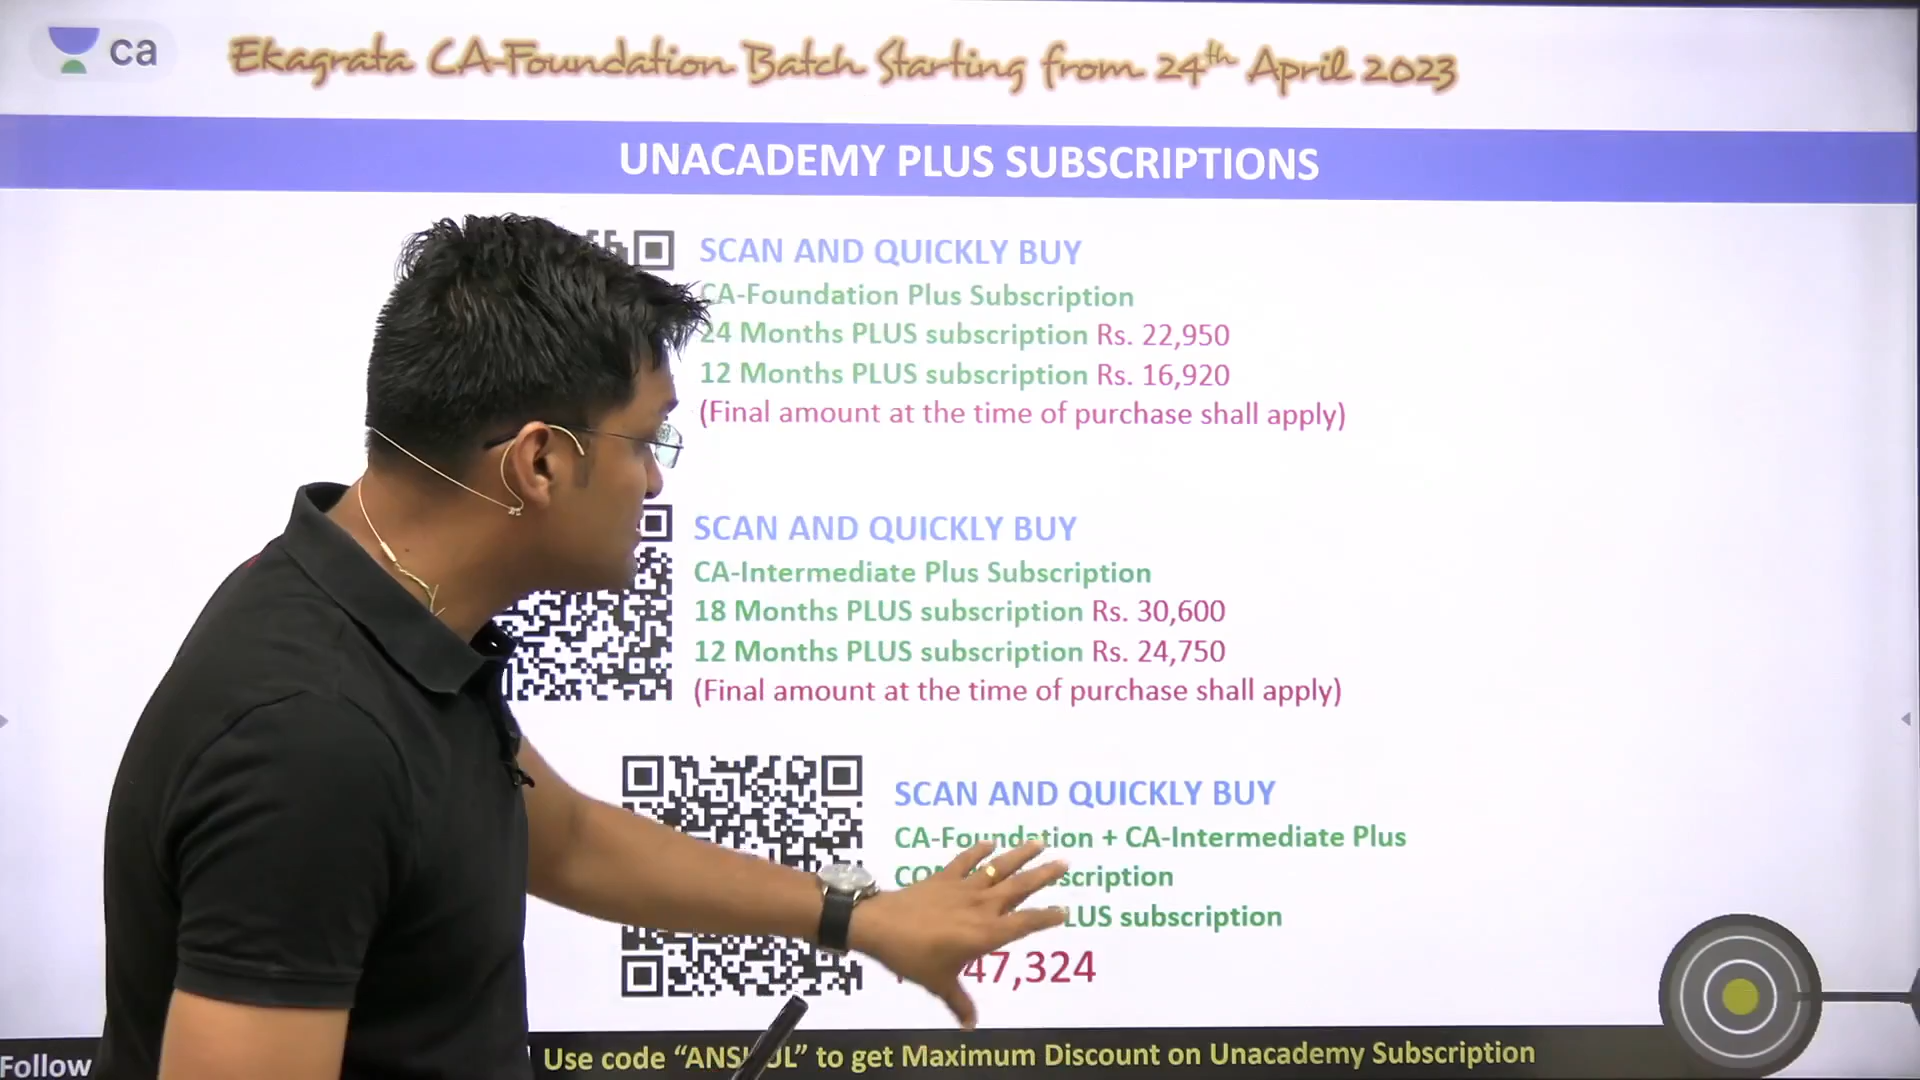 ca
Ekagrata CA-Foundation Batch Starting from 24th April 2023
UNACADEMY PLUS SUBSCRIPTIONS
SCAN AND QUICKLY BUY
CA-Foundation Plus Subscription
24 Months PLUS subscription Rs. 22,950
12 Months PLUS subscription Rs. 16,920
(Final amount at the time of purchase shall apply)
SCAN AND QUICKLY BUY
CA-Intermediate Plus Subscription
18 Months PLUS subscription Rs. 30,600
12 Months PLUS subscription Rs. 24,750
(Final amount at the time of purchase shall apply)
SCAN AND QUICKLY BUY
CA-Foundation + CA-Intermediate Plus
PLUS subscription
47,324
Follow
Use code to get Maximum Discount on Unacademy Subscription